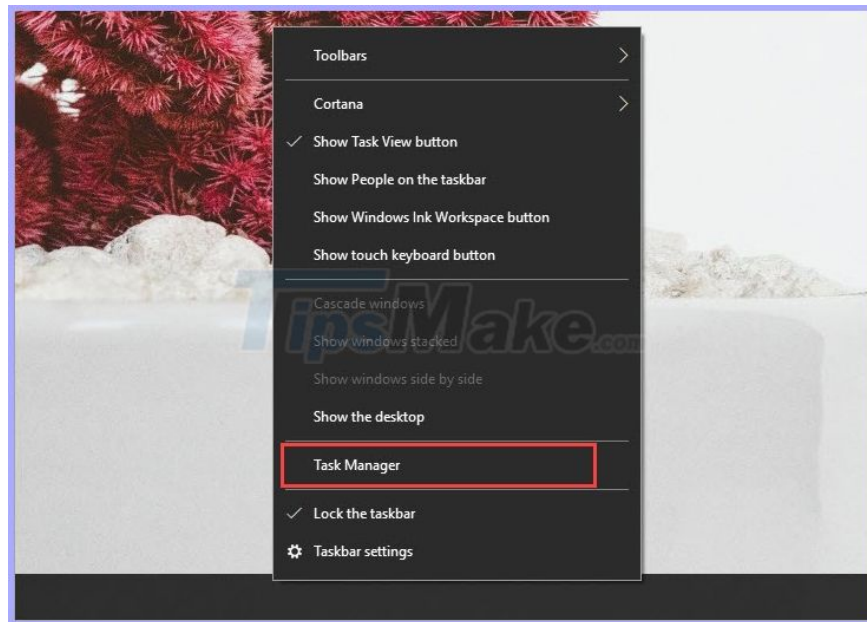 Toolbars
Cortana
Show Task View button
Show People on the taskbar
Show Windows Ink Workspace button
Show touch keyboard button
Cascade windows
Show windows stacked
Show windows side by side
TipsMake.com
Show the desktop
Task Manager
Lock the taskbar
Taskbar settings